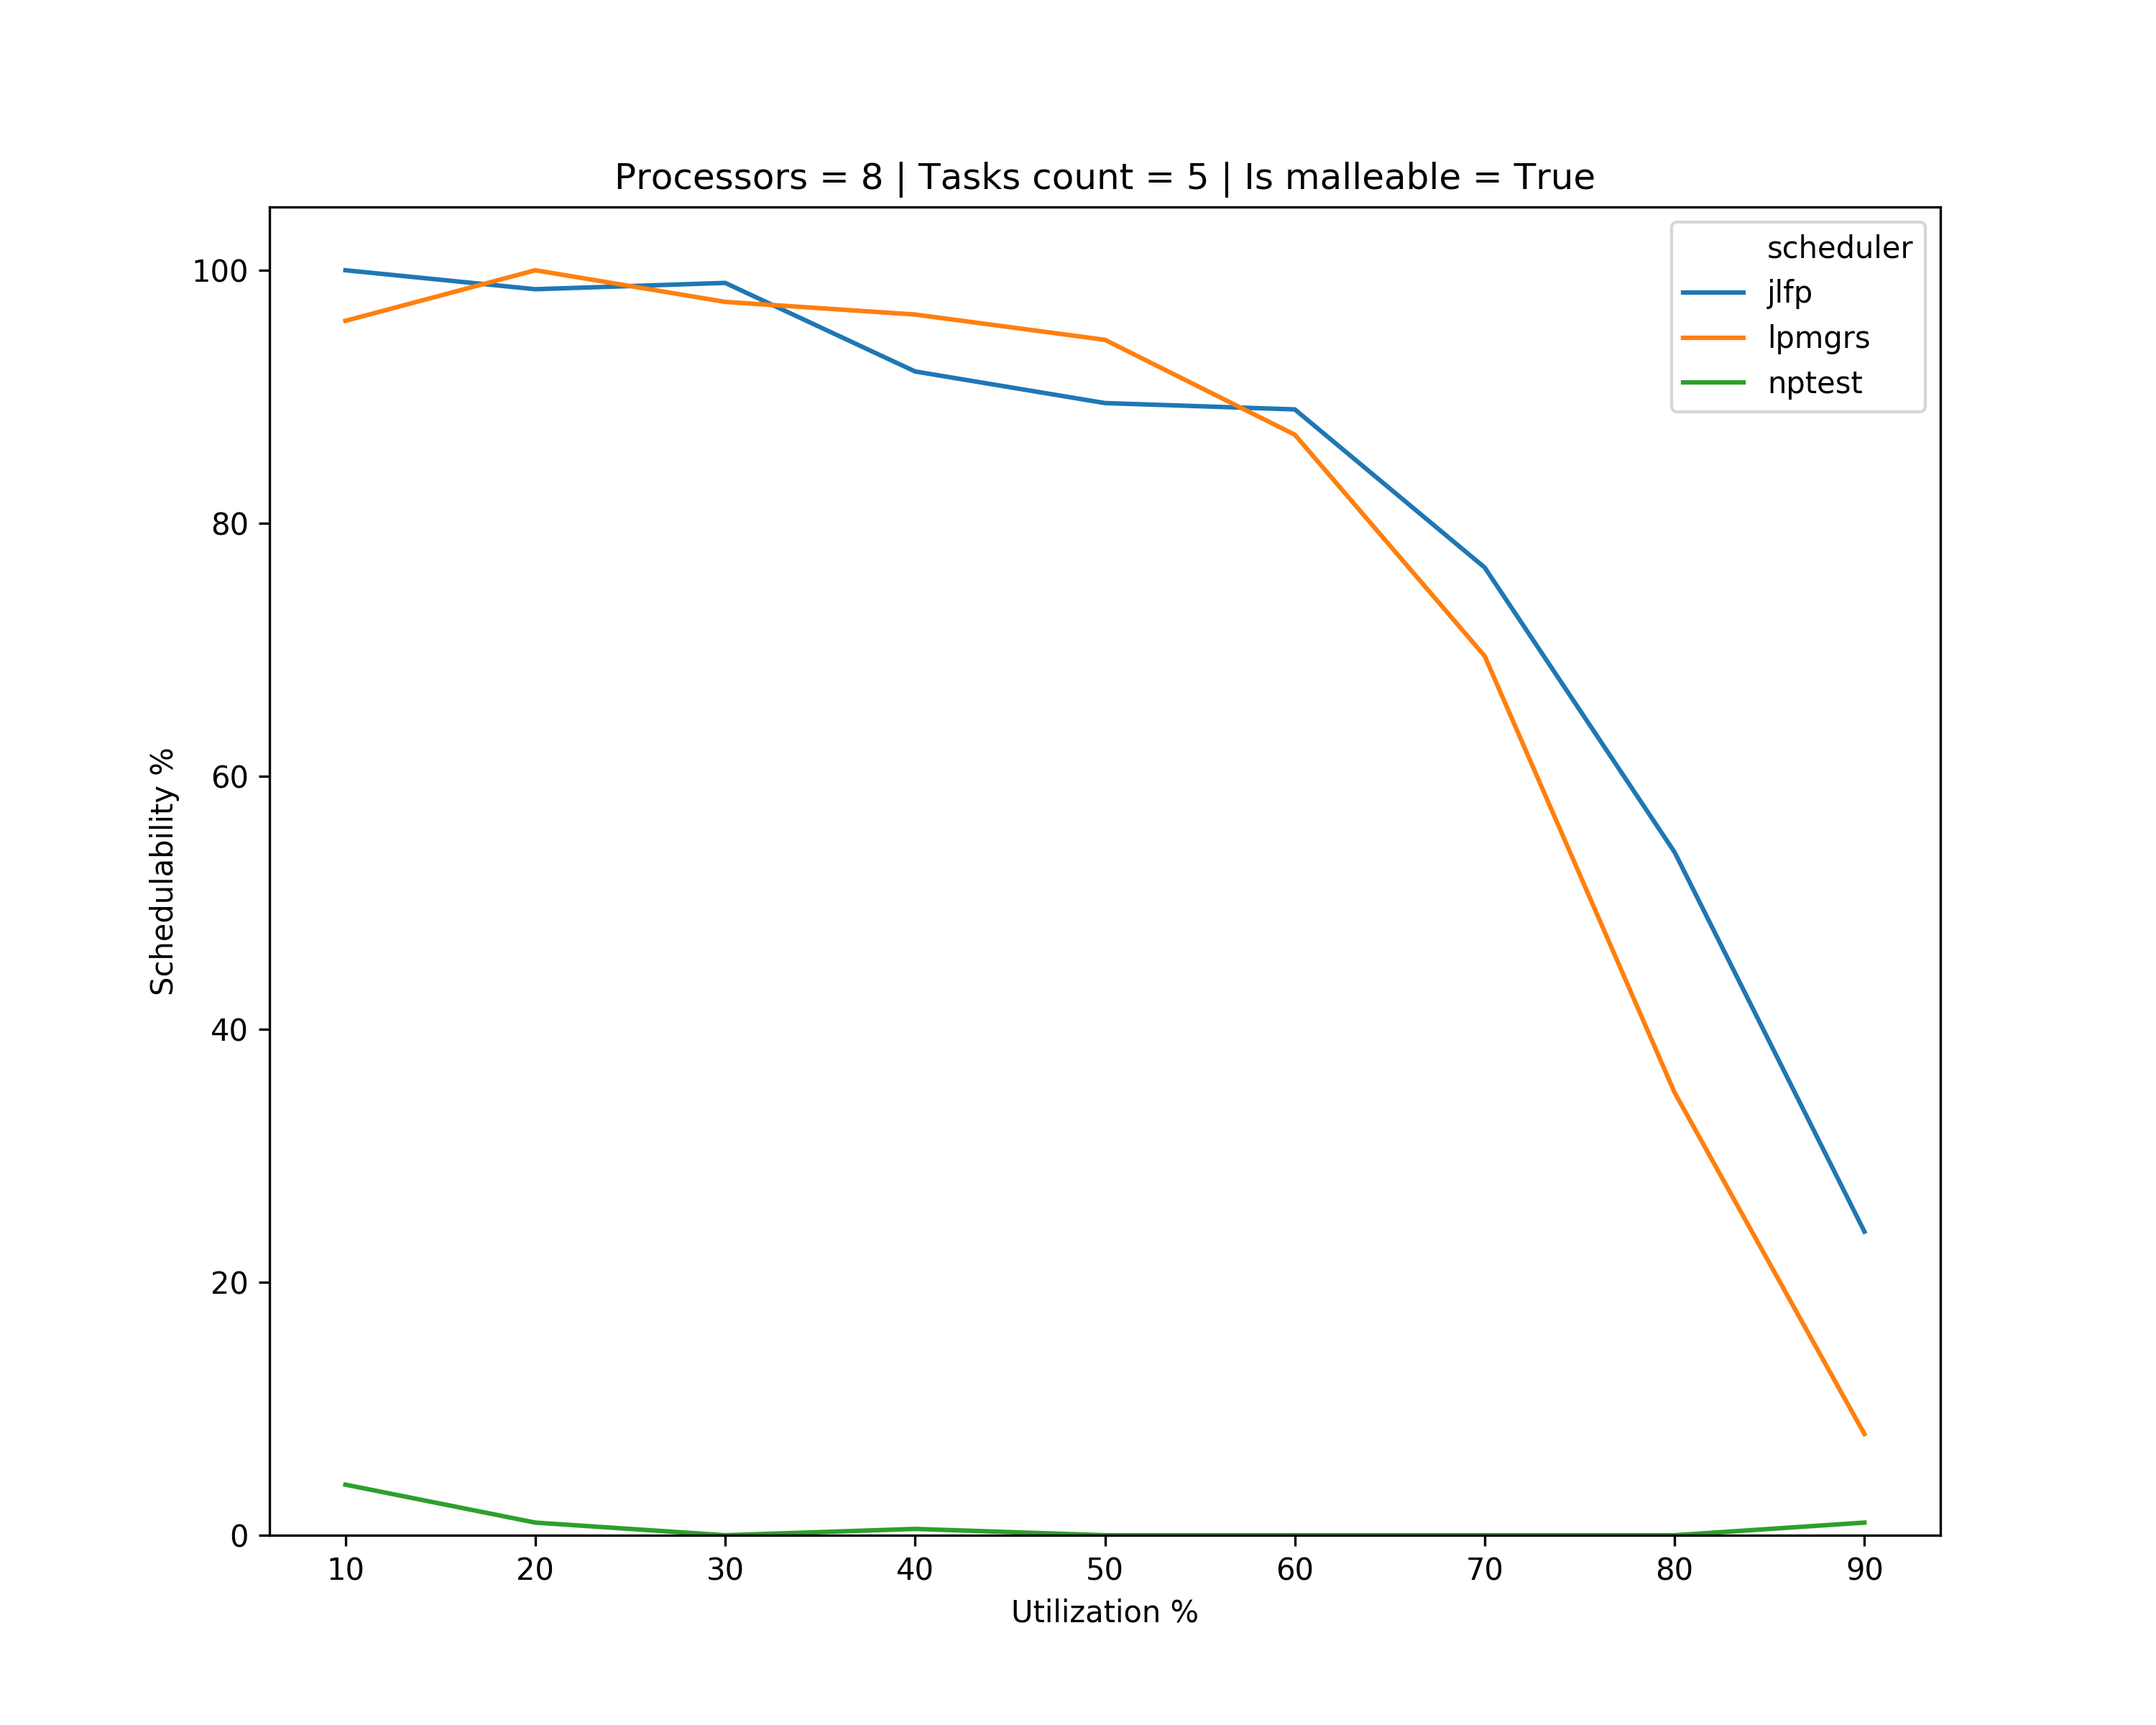 Processors = 8 | Tasks count = 5 | Is malleable = True
scheduler
jlfp
lpmgrs
nptest
Schedulability %
100
80
60
40
20
0
10 20 30 40 50 60 70 80 90
Utilization %